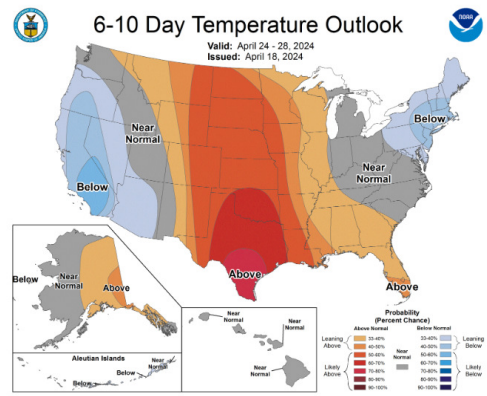 6-10 Day Temperature Outlook
Valid: April 24 - 28, 2024
Issued: April 18, 2024
NOAA
Near
Normal
Below
Near
Normal
Below
Above
Above
Below
Near
Normal
Above
Aleutian Islands
Near
Normal
Below
Below
Near
Normal
Near
Normal
Near
Normal
Probability
(Percent Chance)
Above Normal
Below Normal
Leaning
Above
33-40%
40-50%
50-60%
Likely
Above
60-70%
70-80%
80-90%
90-100%
Near
Normal
33-40%
40-50%
50-60%
60-70%
70-80%
80-90%
90-100%
Leaning
Below
Likely
Below